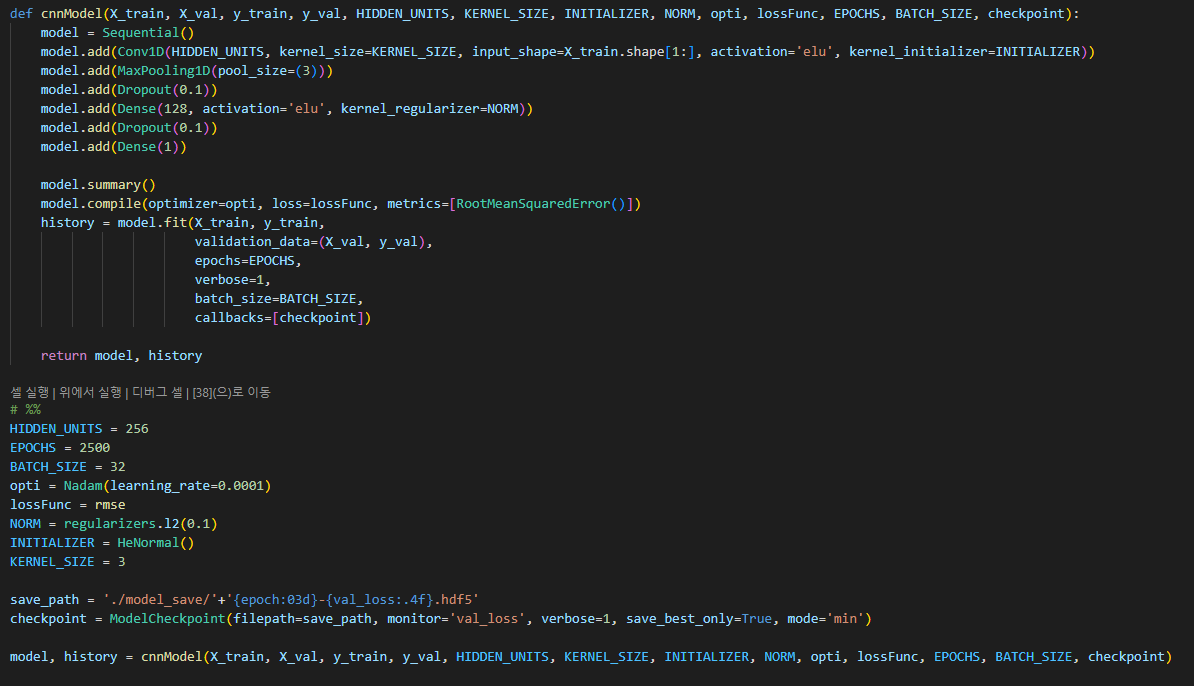 def cnnModel(X_train, X_val, y_train, y_val, HIDDEN_UNITS, KERNEL_SIZE, INITIALIZER, NORM, opti, lossFunc, EPOCHS, BATCH_SIZE, checkpoint):
    model = Sequential()
    model.add(Conv1D(HIDDEN_UNITS, kernel_size=KERNEL_SIZE, input_shape=X_train.shape[1:], activation='elu', kernel_initializer=INITIALIZER))
    model.add(MaxPooling1D(pool_size=(3)))
    model.add(Dropout(0.1))
    model.add(Dense(128, activation='elu', kernel_regularizer=NORM))
    model.add(Dropout(0.1))
    model.add(Dense(1))

    model.summary()
    model.compile(optimizer=opti, loss=lossFunc, metrics=[RootMeanSquaredError()])
    history = model.fit(X_train, y_train,
                        validation_data=(X_val, y_val),
                        epochs=EPOCHS,
                        verbose=1,
                        batch_size=BATCH_SIZE,
                        callbacks=[checkpoint])

    return model, history

셀 실행 | 위에서 실행 | 디버그 셀 | [38](으)로 이동
# %%
HIDDEN_UNITS = 256
EPOCHS = 2500
BATCH_SIZE = 32
opti = Nadam(learning_rate=0.0001)
lossFunc = rmse
NORM = regularizers.l2(0.1)
INITIALIZER = HeNormal()
KERNEL_SIZE = 3

save_path = './model_save/'+'{epoch:03d}-{val_loss:.4f}.hdf5'
checkpoint = ModelCheckpoint(filepath=save_path, monitor='val_loss', verbose=1, save_best_only=True, mode='min')

model, history = cnnModel(X_train, X_val, y_train, y_val, HIDDEN_UNITS, KERNEL_SIZE, INITIALIZER, NORM, opti, lossFunc, EPOCHS, BATCH_SIZE, checkpoint)